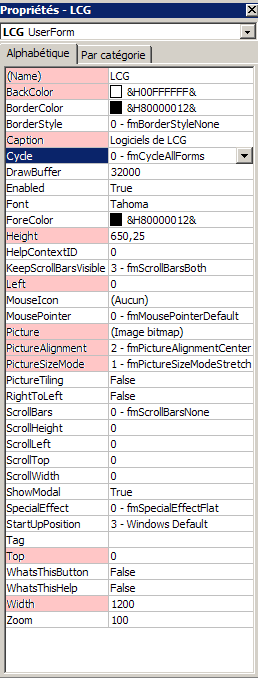 Propriétés - LCG
LCG UserForm
Alphabétique Par catégorie
(Name) LCG
BackColor &H00FFFFFF&
BorderColor &H80000012&
BorderStyle 0 - fmBorderStyleNone
Caption Logiciels de LCG
Cycle 0 - fmCycleAllForms
DrawBuffer 32000
Enabled True
Font Tahoma
ForeColor &H80000012&
Height 650,25
HelpContextID 0
KeepScrollBarsVisible 3 - fmScrollBarsBoth
Left 0
MouseIcon (Aucun)
MousePointer 0 - fmMousePointerDefault
Picture (Image bitmap)
PictureAlignment 2 - fmPictureAlignmentCenter
PictureSizeMode 1 - fmPictureSizeModeStretch
PictureTiling False
RightToLeft False
ScrollBars 0 - fmScrollBarsNone
ScrollHeight 0
ScrollLeft 0
ScrollTop 0
ScrollWidth 0
ShowModal True
SpecialEffect 0 - fmSpecialEffectFlat
StartUpPosition 3 - Windows Default
Tag
Top 0
WhatsThisButton False
WhatsThisHelp False
Width 1200
Zoom 100